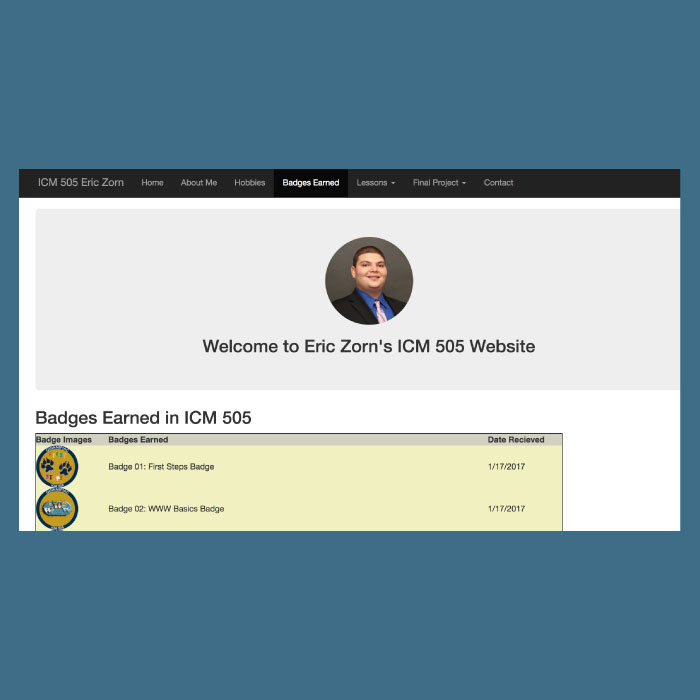 ICM 505 Eric Zorn Home About Me Hobbies Badges Earned Lessons Final Project Contact
Welcome to Eric Zorn's ICM 505 Website
Badges Earned in ICM 505
Badge Images Badges Earned Date Recieved
Badge 01: First Steps Badge 1/17/2017
Badge 02: WWW Basics Badge 1/17/2017